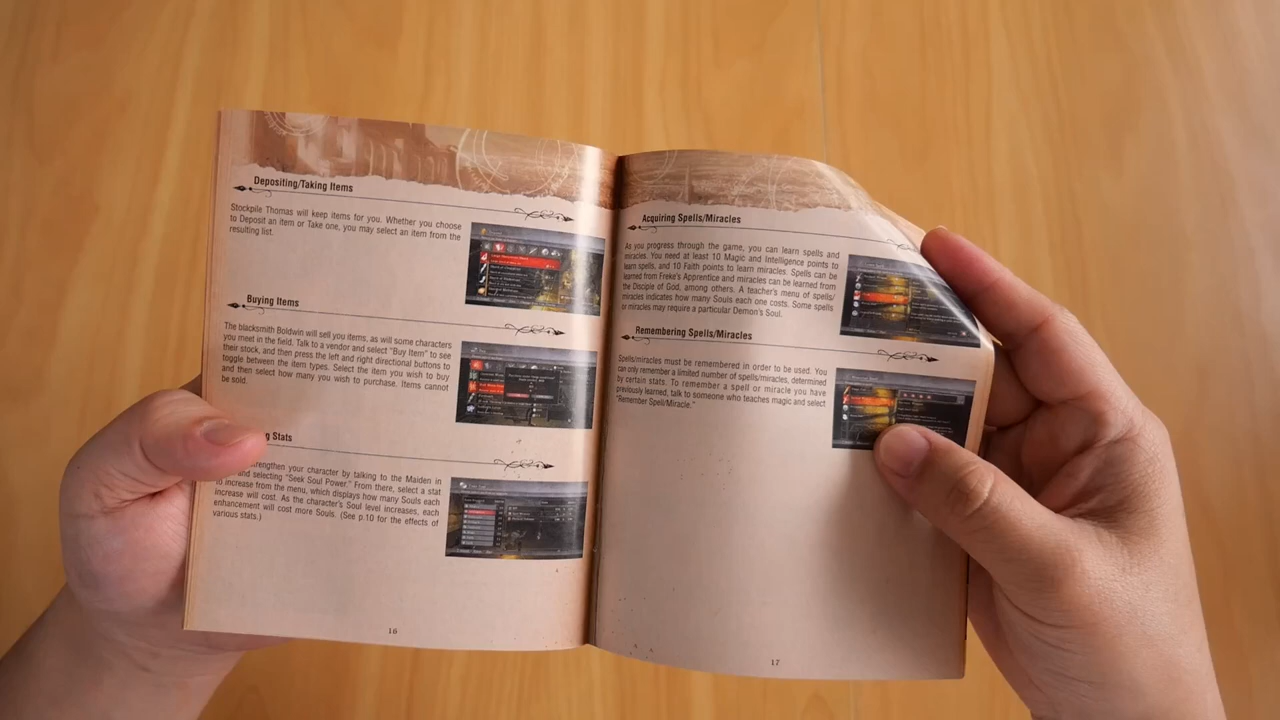 Depositing/Taking Items
Stockpile Thomas will keep items for you. Whether you choose
to Deposit an item or Take one, you may select an item from the
resulting list.
Buying Items
The blacksmith Boldwin will sell you items, as will some characters
you meet in the field. Talk to a vendor and select "Buy Item" to see
their stock, and then press the left and right directional buttons to
toggle between the item types. Select the item you wish to buy
and then select how many you wish to purchase. Items cannot
be sold.
g Stats
trengthen your character by talking to the Maiden in
and selecting "Seek Soul Power." From there, select a stat
to increase from the menu, which displays how many Souls each
increase will cost. As the character's Soul level increases, each
enhancement will cost more Souls. (See p.10 for the effects of
various stats.)
16
Acquiring Spells/Miracles
As you progress through the game, you can learn spells and
miracles. You need at least 10 Magic and Intelligence points to
learn spells, and 10 Faith points to learn miracles. Spells can be
learned from Freke's Apprentice and miracles can be learned from
the Disciple of God, among others. A teacher's menu of spells/
miracles indicates how many Souls each one costs. Some spells
or miracles may require a particular Demon's Soul.
Remembering Spells/Miracles
Spells/miracles must be remembered in order to be used. You
can only remember a limited number of spells/miracles, determined
by certain stats. To remember a spell or miracle you have
previously learned, talk to someone who teaches magic and select
"Remember Spell/Miracle."
17